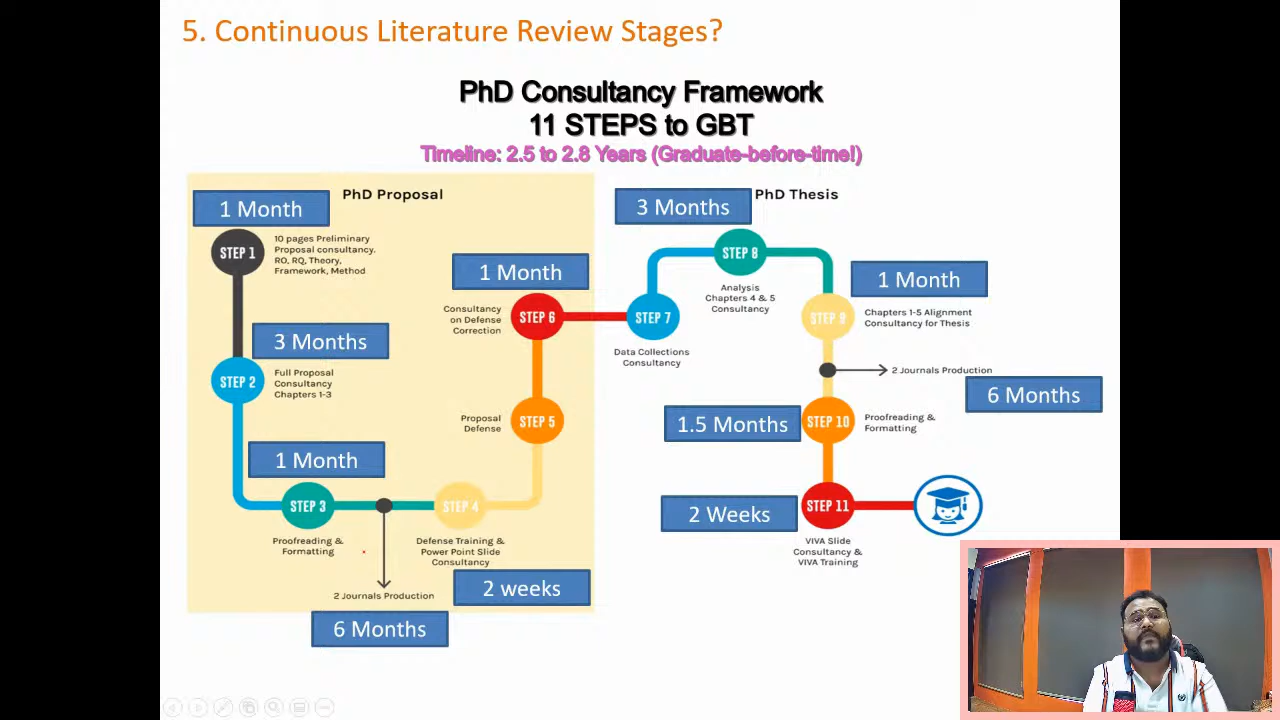 5. Continuous Literature Review Stages?
PhD Consultancy Framework
11 STEPS to GBT
Timeline: 2.5 to 2.8 Years (Graduate-before-time!)
PhD Proposal
1 Month
STEP 1
10 pages Preliminary
Proposal consultancy.
RO, RQ, Theory,
Framework, Method
3 Months
STEP 2
Full Proposal
Consultancy
Chapters 1-3
1 Month
STEP 3
Proofreading &
Formatting
2 Journals Production
6 Months
STEP 4
Defense Training &
Power Point Slide
Consultancy
2 weeks
STEP 5
Proposal
Defense
1 Month
STEP 6
Consultancy
on Defense
Correction
PhD Thesis
STEP 7
Data Collections
Consultancy
3 Months
STEP 8
Analysis
Chapters 4 & 5
Consultancy
1 Month
STEP 9
Chapters 1-5 Alignment
Consultancy for Thesis
2 Journals Production
6 Months
1.5 Months
STEP 10
Proofreading &
Formatting
2 Weeks
STEP 11
VIVA Slide
Consultancy &
VIVA Training